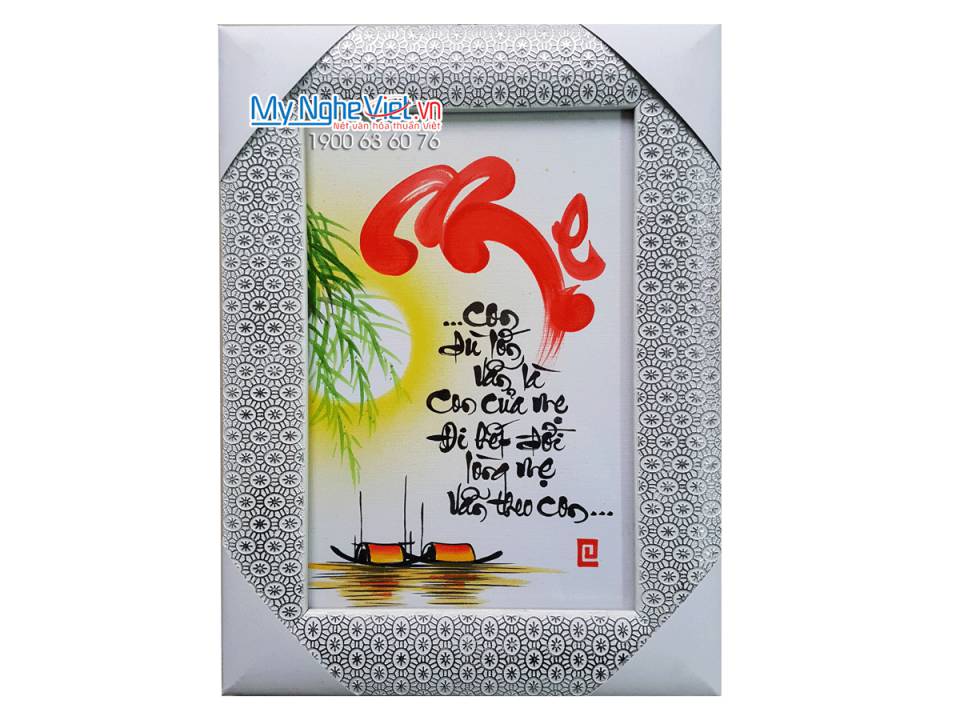 MyNgheViet.vn
Nét văn hóa thuần Việt
1900 63 60 76
Mẹ
...Con
dù lớn
vẫn là
con của mẹ
Đi hết đời
lòng mẹ
vẫn theo con...